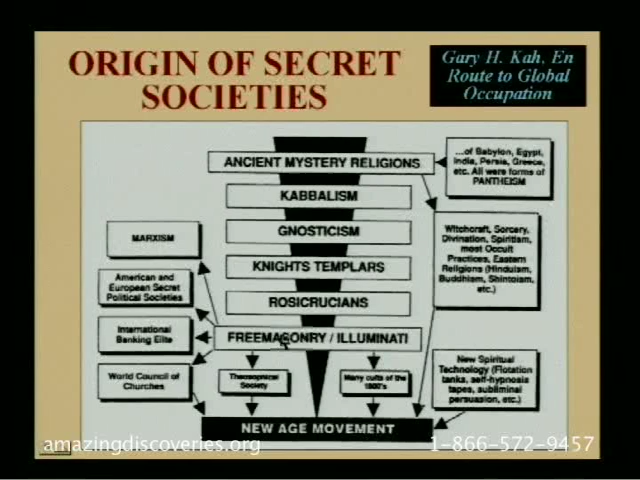 ORIGIN OF SECRET
SOCIETIES
Gary H. Kah, En
Route to Global
Occupation
ANCIENT MYSTERY RELIGIONS
...of Babylon, Egypt,
India, Persia, Greece,
etc. All were forms of
PANTHEISM
KABBALISM
GNOSTICISM
KNIGHTS TEMPLARS
ROSICRUCIANS
FREEMASONRY / ILLUMINATI
Witchcraft, Sorcery,
Divination, Spiritism,
most Occult
Practices, Eastern
Religions (Hinduism,
Buddhism, Shintoism,
etc.)
MARXISM
American and
European Secret
Political Societies
International
Banking Elite
World Council of
Churches
Theosophical
Society
Many cults of the
1800's
New Spiritual
Technology (Flotation
tanks, self-hypnosis
tapes, subliminal
persuasion, etc.)
NEW AGE MOVEMENT
amazingdiscoveries.org
1-866-572-9457